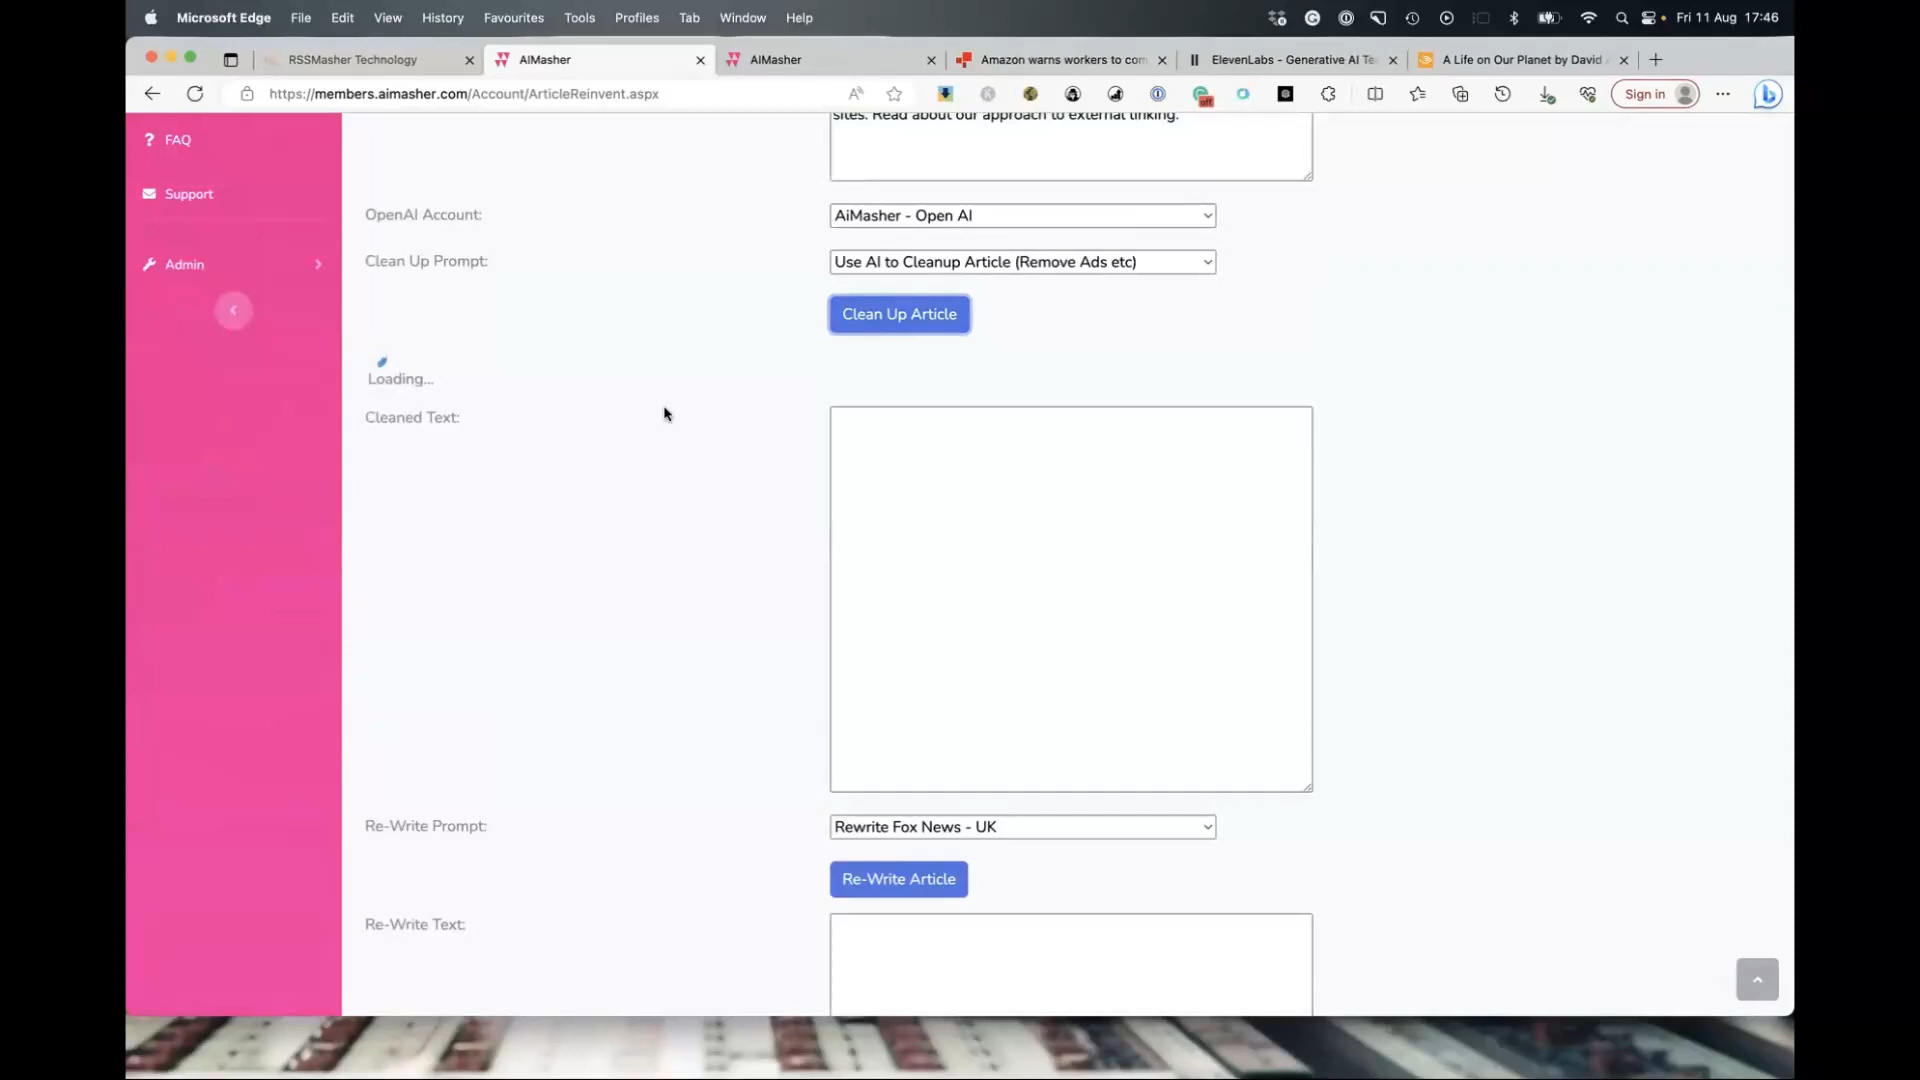 Microsoft Edge File Edit View History Favourites Tools Profiles Tab Window Help Fri 11 Aug 17:46
RSSMasher Technology AIMasher AIMasher Amazon warns workers to com ElevenLabs - Generative AI Te A Life on Our Planet by David
https://members.aimasher.com/Account/ArticleReinvent.aspx off Sign in
sites. Read about our approach to external linking.
FAQ
Support
OpenAI Account: AiMasher - Open AI
Admin
Clean Up Prompt: Use AI to Cleanup Article (Remove Ads etc)
Clean Up Article
Loading...
Cleaned Text:
Re-Write Prompt: Rewrite Fox News - UK
Re-Write Article
Re-Write Text: